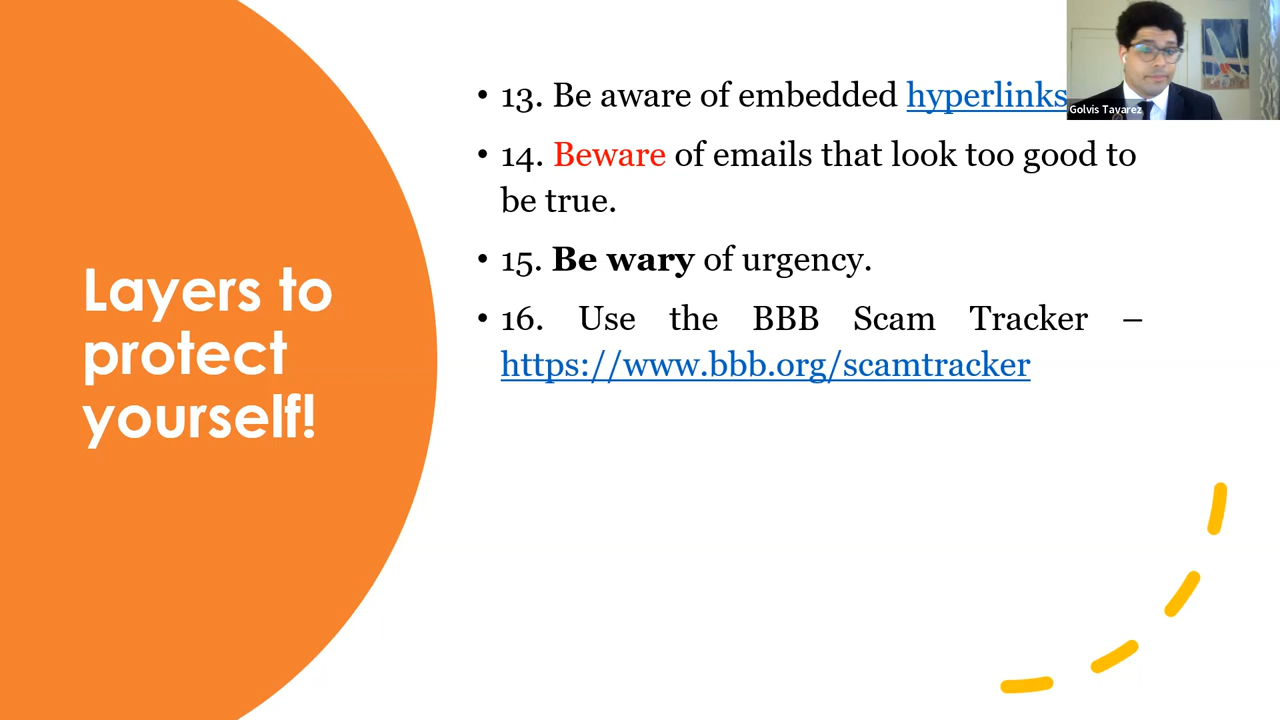 Layers to
protect
yourself!
• 13. Be aware of embedded hyperlinks
• 14. Beware of emails that look too good to
be true.
• 15. Be wary of urgency.
• 16. Use the BBB Scam Tracker –
https://www.bbb.org/scamtracker
Golvis Tavarez